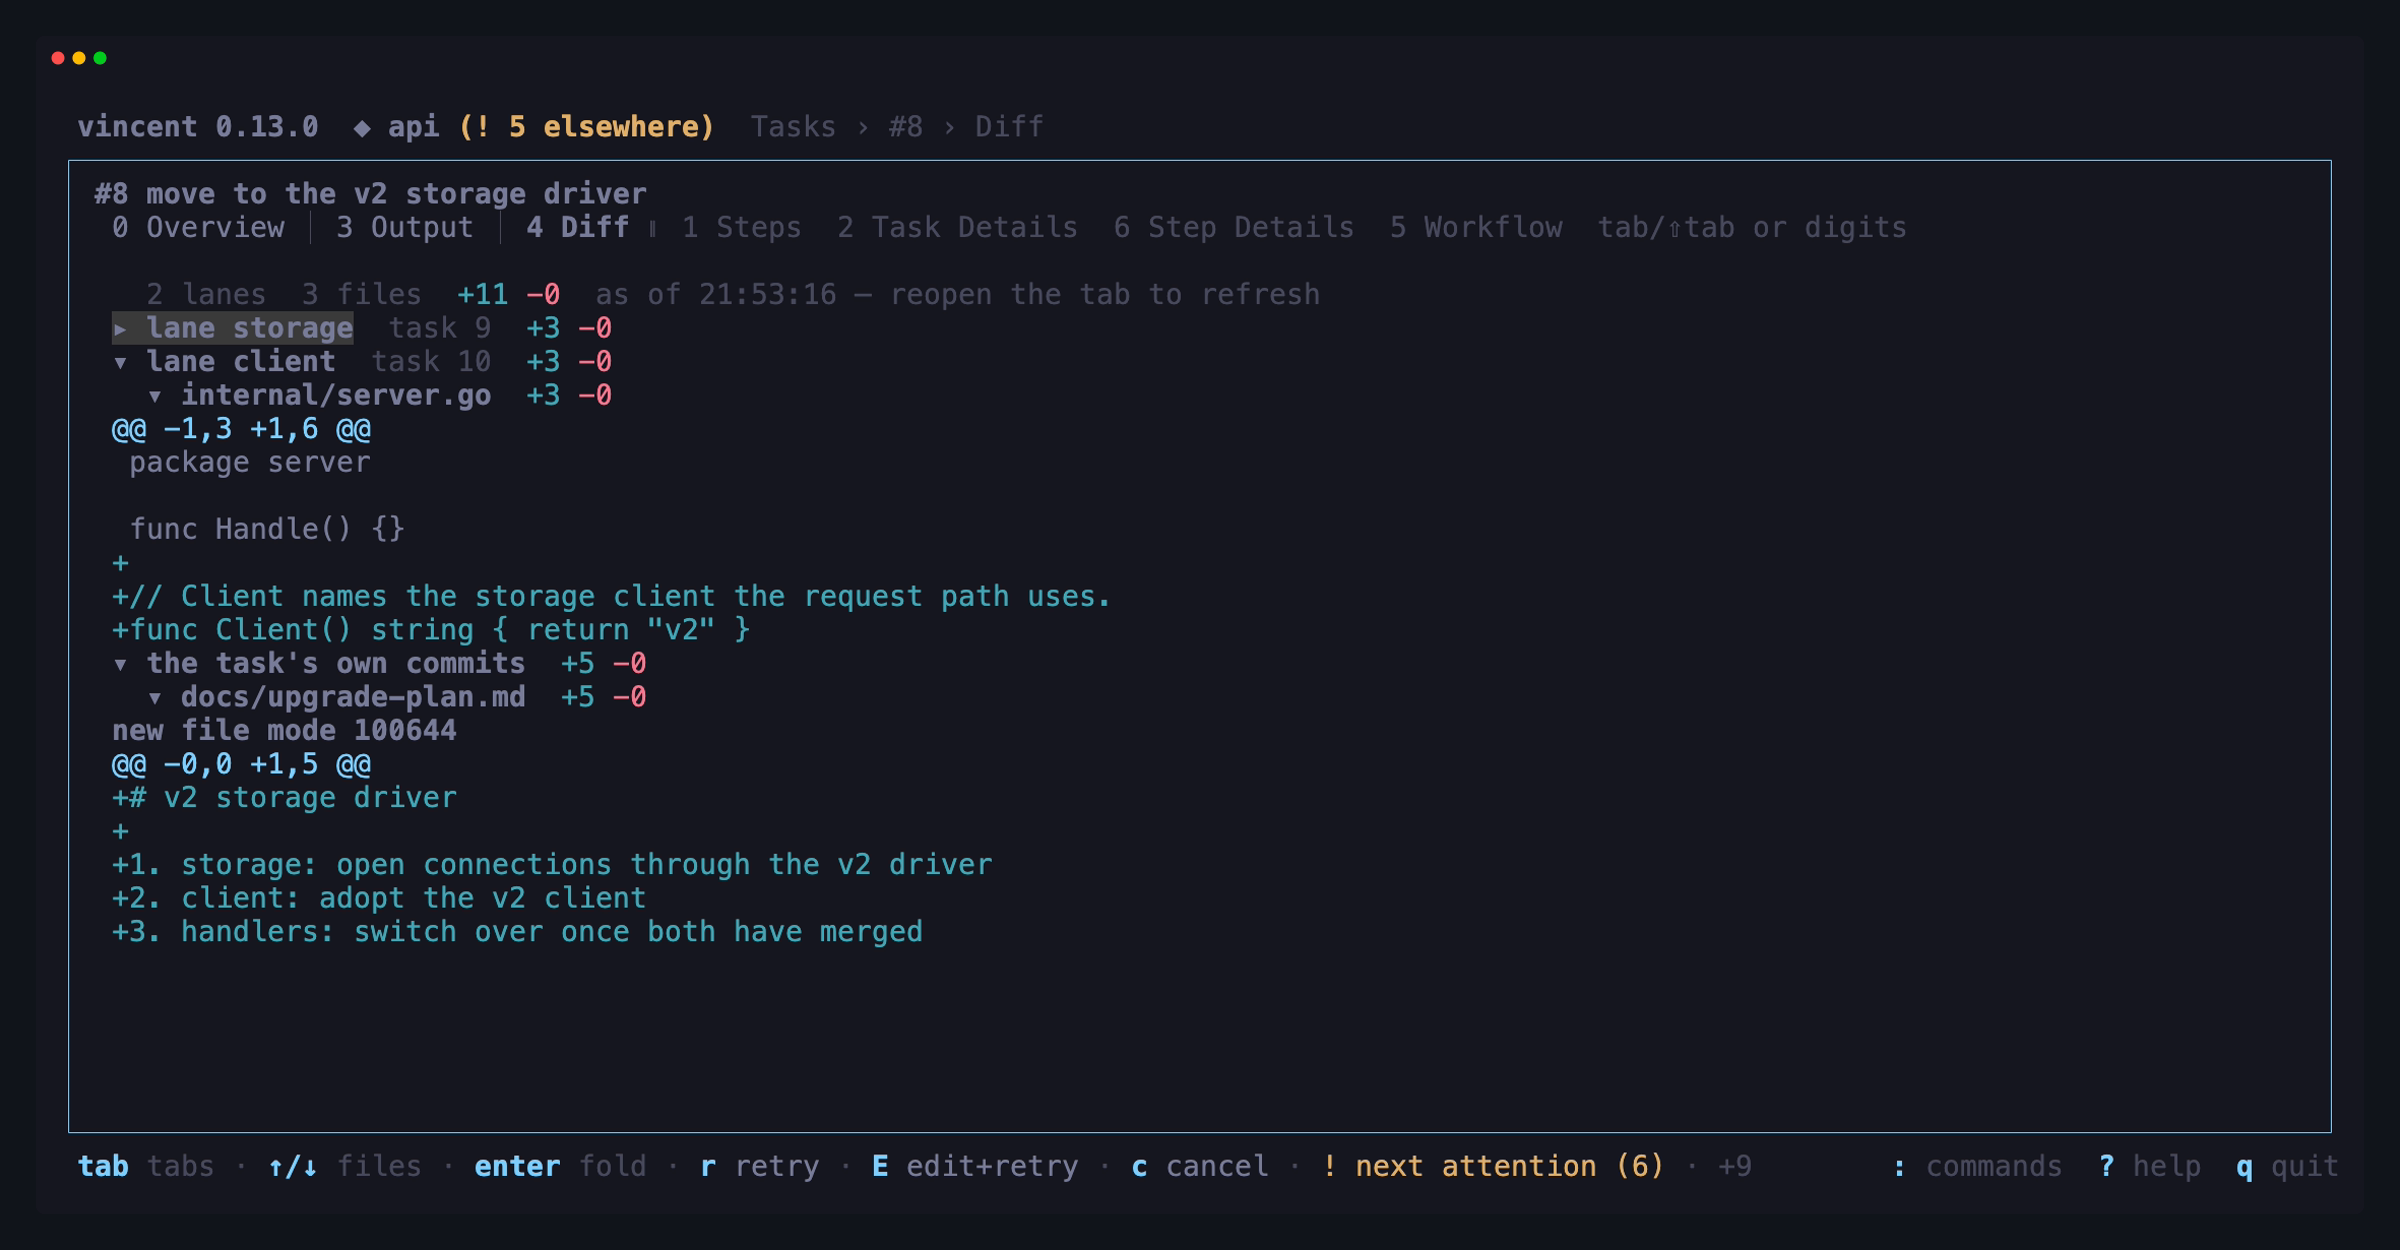 vincent 0.13.0 ◆ api (! 5 elsewhere) Tasks › #8 › Diff
#8 move to the v2 storage driver
0 Overview │ 3 Output │ 4 Diff ‖ 1 Steps 2 Task Details 6 Step Details 5 Workflow tab/⇧tab or digits
2 lanes 3 files +11 −0 as of 21:53:16 — reopen the tab to refresh
▸ lane storage task 9 +3 −0
▾ lane client task 10 +3 −0
▾ internal/server.go +3 −0
@@ -1,3 +1,6 @@
package server
func Handle() {}
+
+// Client names the storage client the request path uses.
+func Client() string { return "v2" }
▾ the task's own commits +5 −0
▾ docs/upgrade-plan.md +5 −0
new file mode 100644
@@ -0,0 +1,5 @@
+# v2 storage driver
+
+1. storage: open connections through the v2 driver
+2. client: adopt the v2 client
+3. handlers: switch over once both have merged
tab tabs · ↑/↓ files · enter fold · r retry · E edit+retry · c cancel · ! next attention (6) · +9 : commands ? help q quit